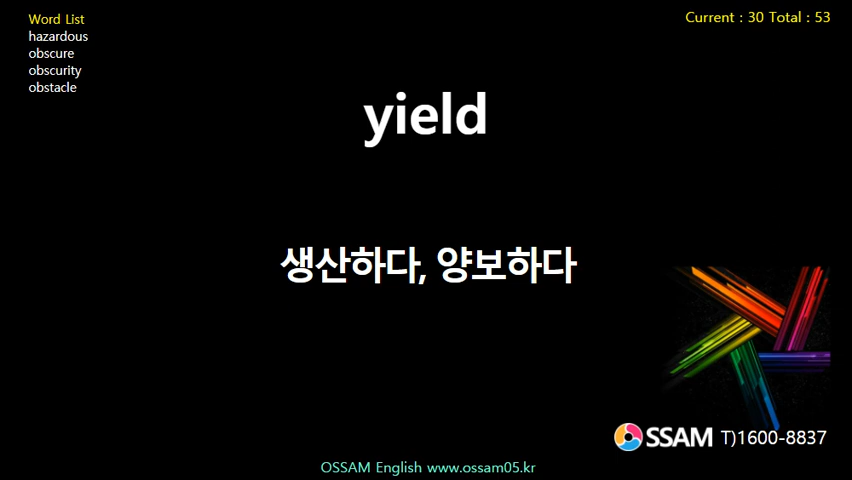 Word List
hazardous
obscure
obscurity
obstacle
Current : 30 Total : 53
yield
생산하다, 양보하다
OSSAM T)1600-8837
OSSAM English www.ossam05.kr